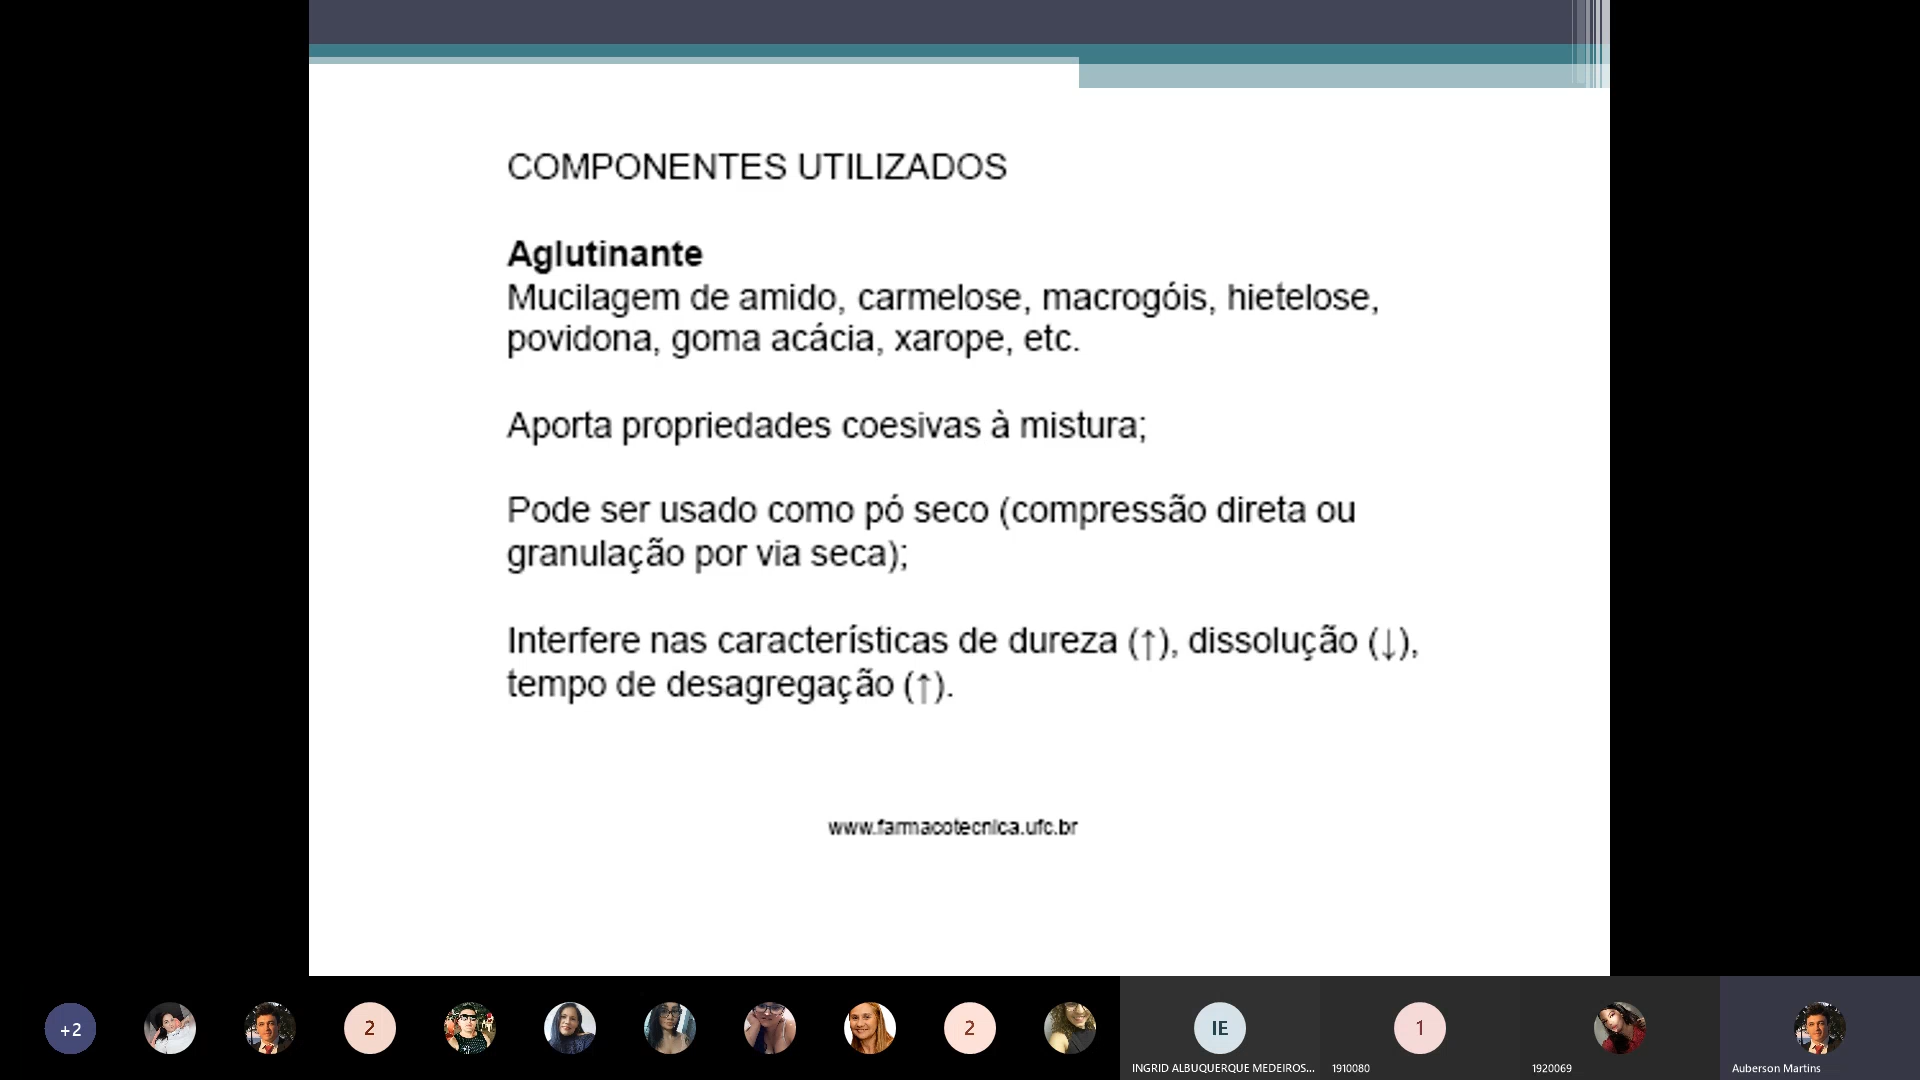 COMPONENTES UTILIZADOS
Aglutinante
Mucilagem de amido, carmelose, macrogóis, hietelose,
povidona, goma acácia, xarope, etc.
Aporta propriedades coesivas à mistura;
Pode ser usado como pó seco (compressão direta ou
granulação por via seca);
Interfere nas características de dureza (↑), dissolução (↓),
tempo de desagregação (↑).
www.farmacotecnica.ufc.br
+2
2
2
IE
1
INGRID ALBUQUERQUE MEDEIROS...
1910080
1920069
Auberson Martins